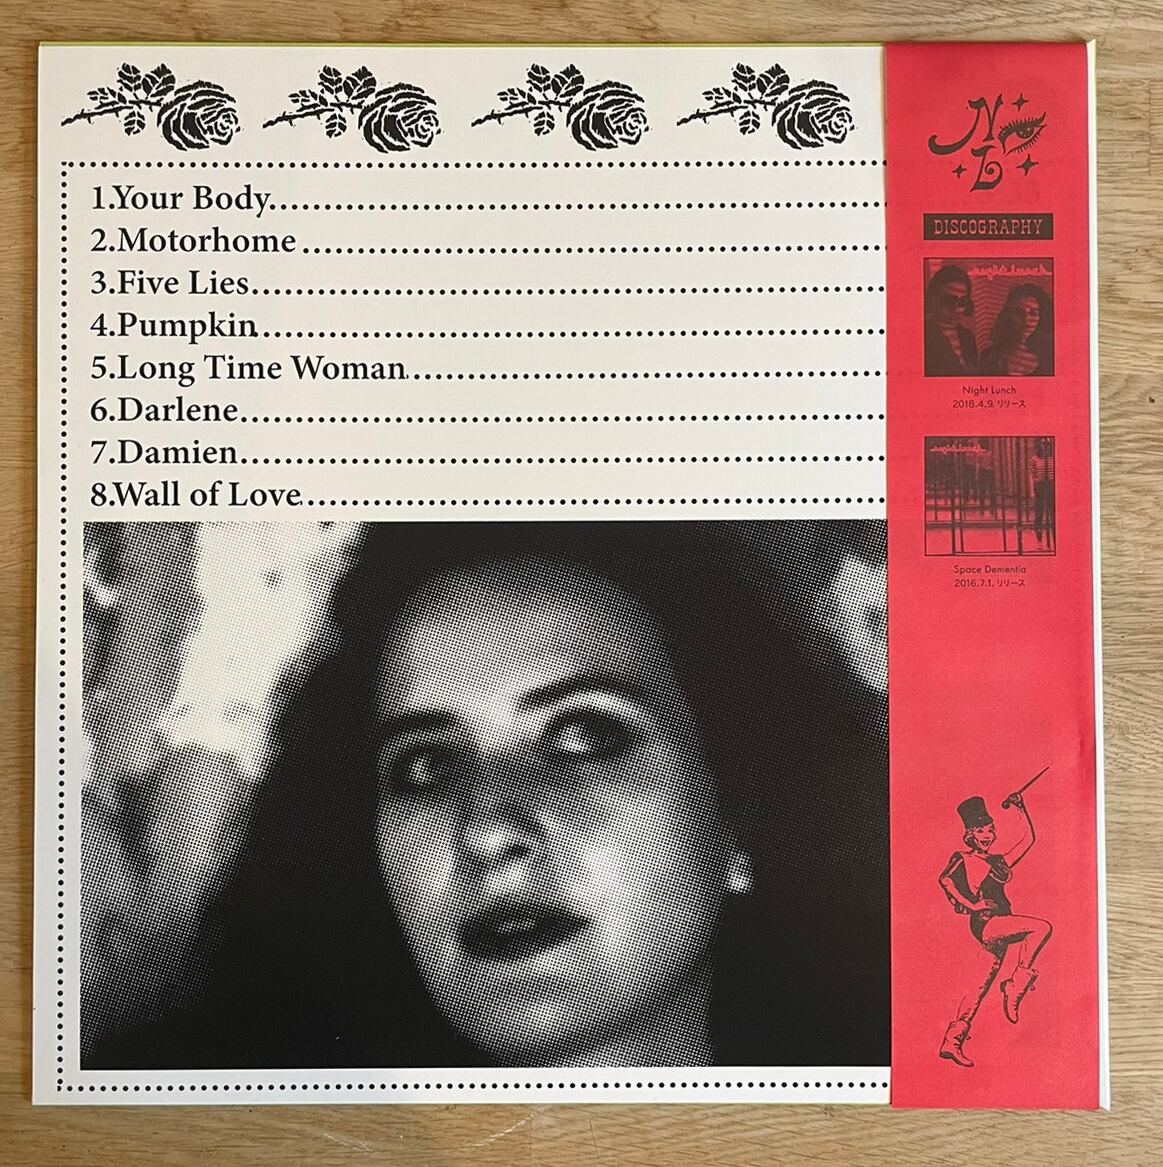 1.Your Body
2.Motorhome
3.Five Lies
4.Pumpkin
5.Long Time Woman
6.Darlene
7.Damien
8.Wall of Love
NL
DISCOGRAPHY
Night Lunch
2018.4.9. リリース
Space Dementia
2016.7.1. リリース